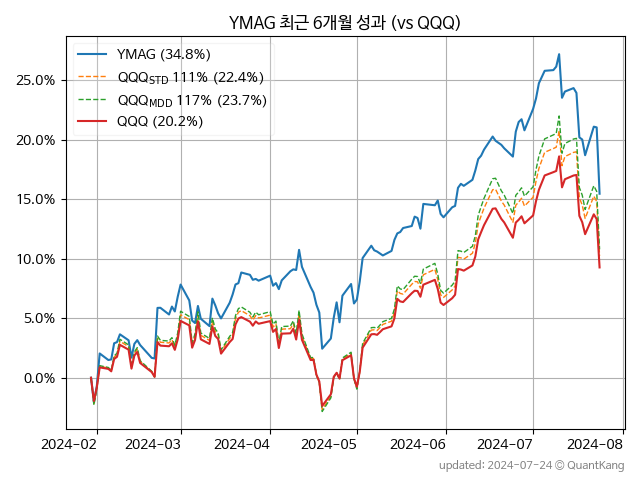 YMAG 최근 6개월 성과 (vs QQQ)
YMAG (34.8%)
QQQSTD 111% (22.4%)
QQQMDD 117% (23.7%)
QQQ (20.2%)
25.0%
20.0%
15.0%
10.0%
5.0%
0.0%
2024-02 2024-03 2024-04 2024-05 2024-06 2024-07 2024-08
updated: 2024-07-24 © QuantKang